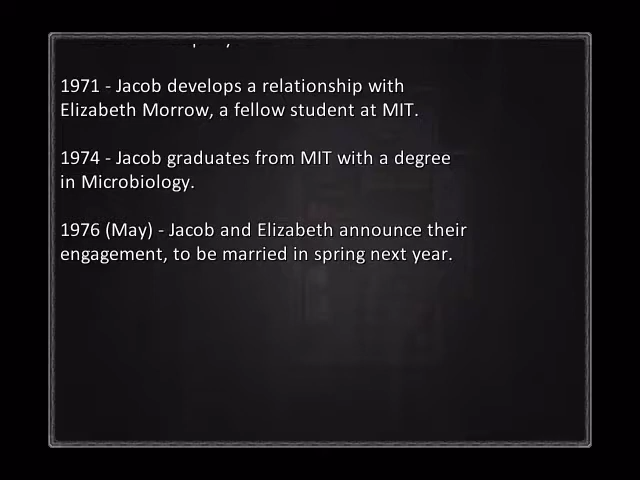 1971 - Jacob develops a relationship with
Elizabeth Morrow, a fellow student at MIT.
1974 - Jacob graduates from MIT with a degree
in Microbiology.
1976 (May) - Jacob and Elizabeth announce their
engagement, to be married in spring next year.